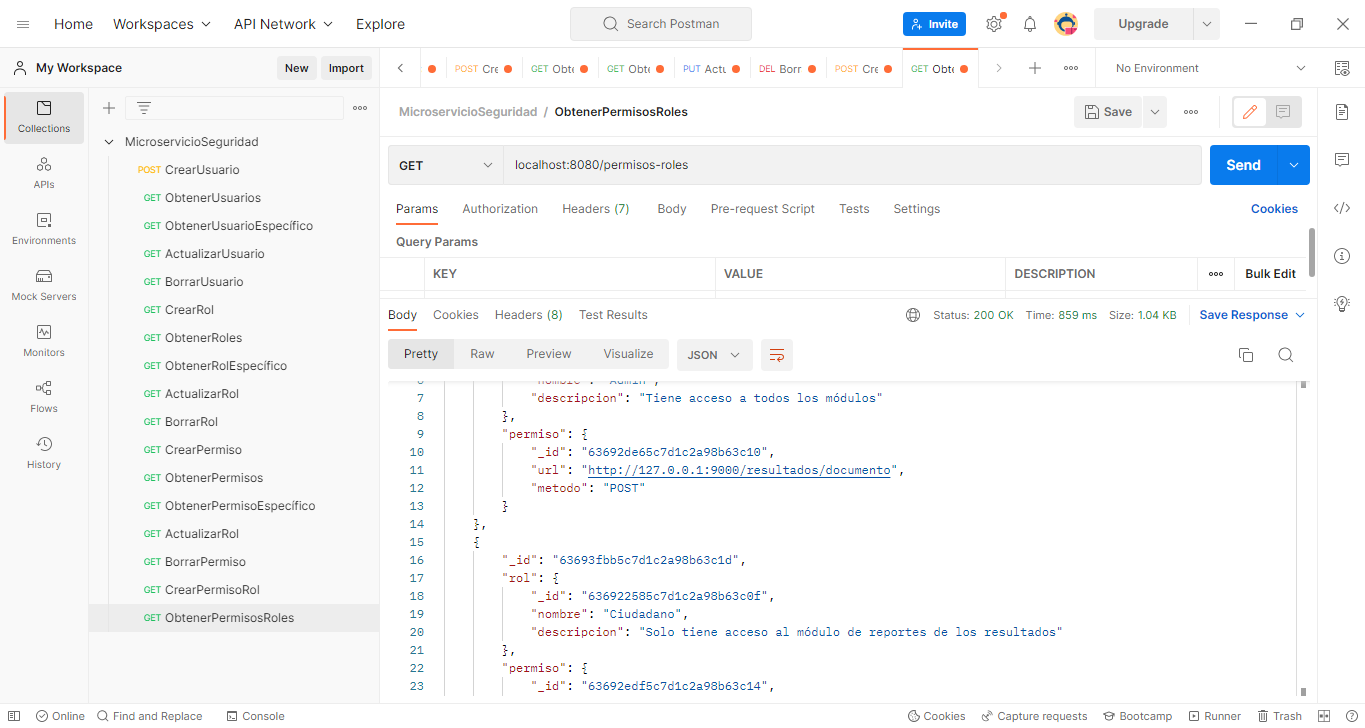 Home Workspaces API Network Explore Search Postman Invite Upgrade
My Workspace New Import
POST Cre GET Obte GET Obte PUT Actu DEL Borr POST Cre GET Obte No Environment
Collections
APIs
Environments
Mock Servers
Monitors
Flows
History
MicroservicioSeguridad
POST CrearUsuario
GET ObtenerUsuarios
GET ObtenerUsuarioEspecífico
GET ActualizarUsuario
GET BorrarUsuario
GET CrearRol
GET ObtenerRoles
GET ObtenerRolEspecífico
GET ActualizarRol
GET BorrarRol
GET CrearPermiso
GET ObtenerPermisos
GET ObtenerPermisoEspecífico
GET ActualizarRol
GET BorrarPermiso
GET CrearPermisoRol
GET ObtenerPermisosRoles
MicroservicioSeguridad / ObtenerPermisosRoles Save
GET localhost:8080/permisos-roles Send
Params Authorization Headers (7) Body Pre-request Script Tests Settings Cookies
Query Params
KEY VALUE DESCRIPTION Bulk Edit
Body Cookies Headers (8) Test Results Status: 200 OK Time: 859 ms Size: 1.04 KB Save Response
Pretty Raw Preview Visualize JSON
6 "nombre": "Admin",
7 "descripcion": "Tiene acceso a todos los módulos"
8 },
9 "permiso": {
10 "_id": "63692de65c7d1c2a98b63c10",
11 "url": "http://127.0.0.1:9000/resultados/documento",
12 "metodo": "POST"
13 }
14 },
15 {
16 "_id": "63693fbb5c7d1c2a98b63c1d",
17 "rol": {
18 "_id": "636922585c7d1c2a98b63c0f",
19 "nombre": "Ciudadano",
20 "descripcion": "Solo tiene acceso al módulo de reportes de los resultados"
21 },
22 "permiso": {
23 "_id": "63692edf5c7d1c2a98b63c14",
Online Find and Replace Console Cookies Capture requests Bootcamp Runner Trash